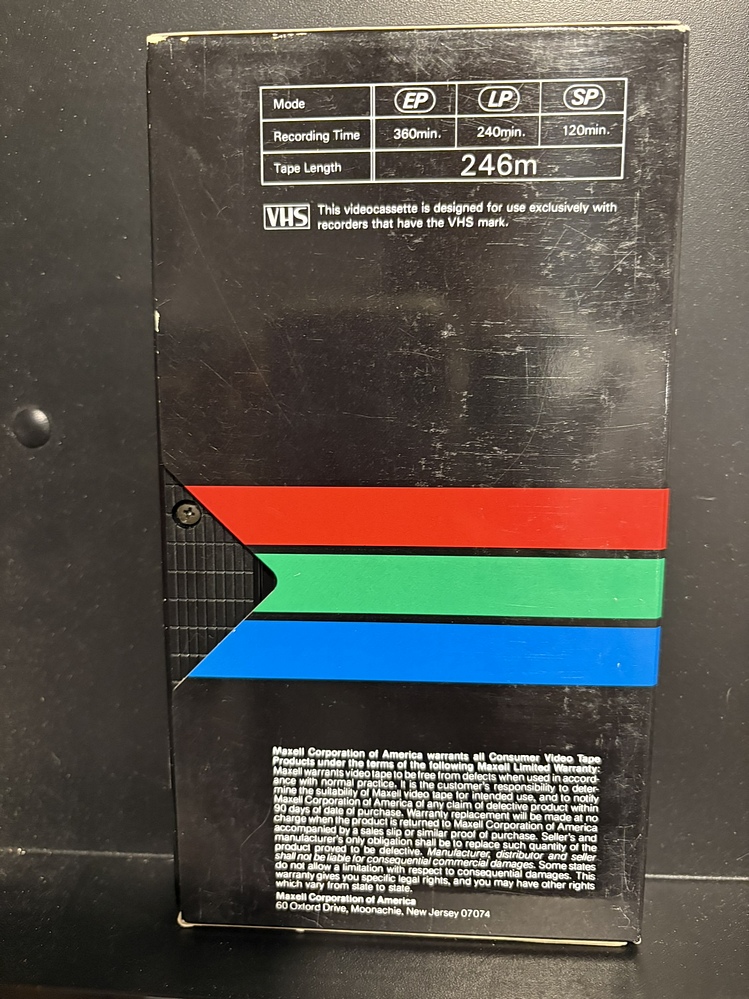 Mode EP LP SP
Recording Time 360min. 240min. 120min.
Tape Length 246m
VHS This videocassette is designed for use exclusively with
recorders that have the VHS mark.
Maxell Corporation of America warrants all Consumer Video Tape
Products under the terms of the following Maxell Limited Warranty:
Maxell warrants video tape to be free from defects when used in accord-
ance with normal practice. It is the customer's responsibility to deter-
mine the suitability of Maxell video tape for intended use, and to notify
Maxell Corporation of America of any claim of defective product within
90 days of date of purchase. Warranty replacement will be made at no
charge when the product is returned to Maxell Corporation of America
accompanied by a sales slip or similar proof of purchase. Seller's and
manufacturer's only obligation shall be to replace such quantity of the
product proved to be defective. Manufacturer, distributor and seller
shall not be liable for consequential commercial damages. Some states
do not allow a limitation with respect to consequential damages. This
warranty gives you specific legal rights, and you may have other rights
which vary from state to state.
Maxell Corporation of America
60 Oxford Drive, Moonachie, New Jersey 07074